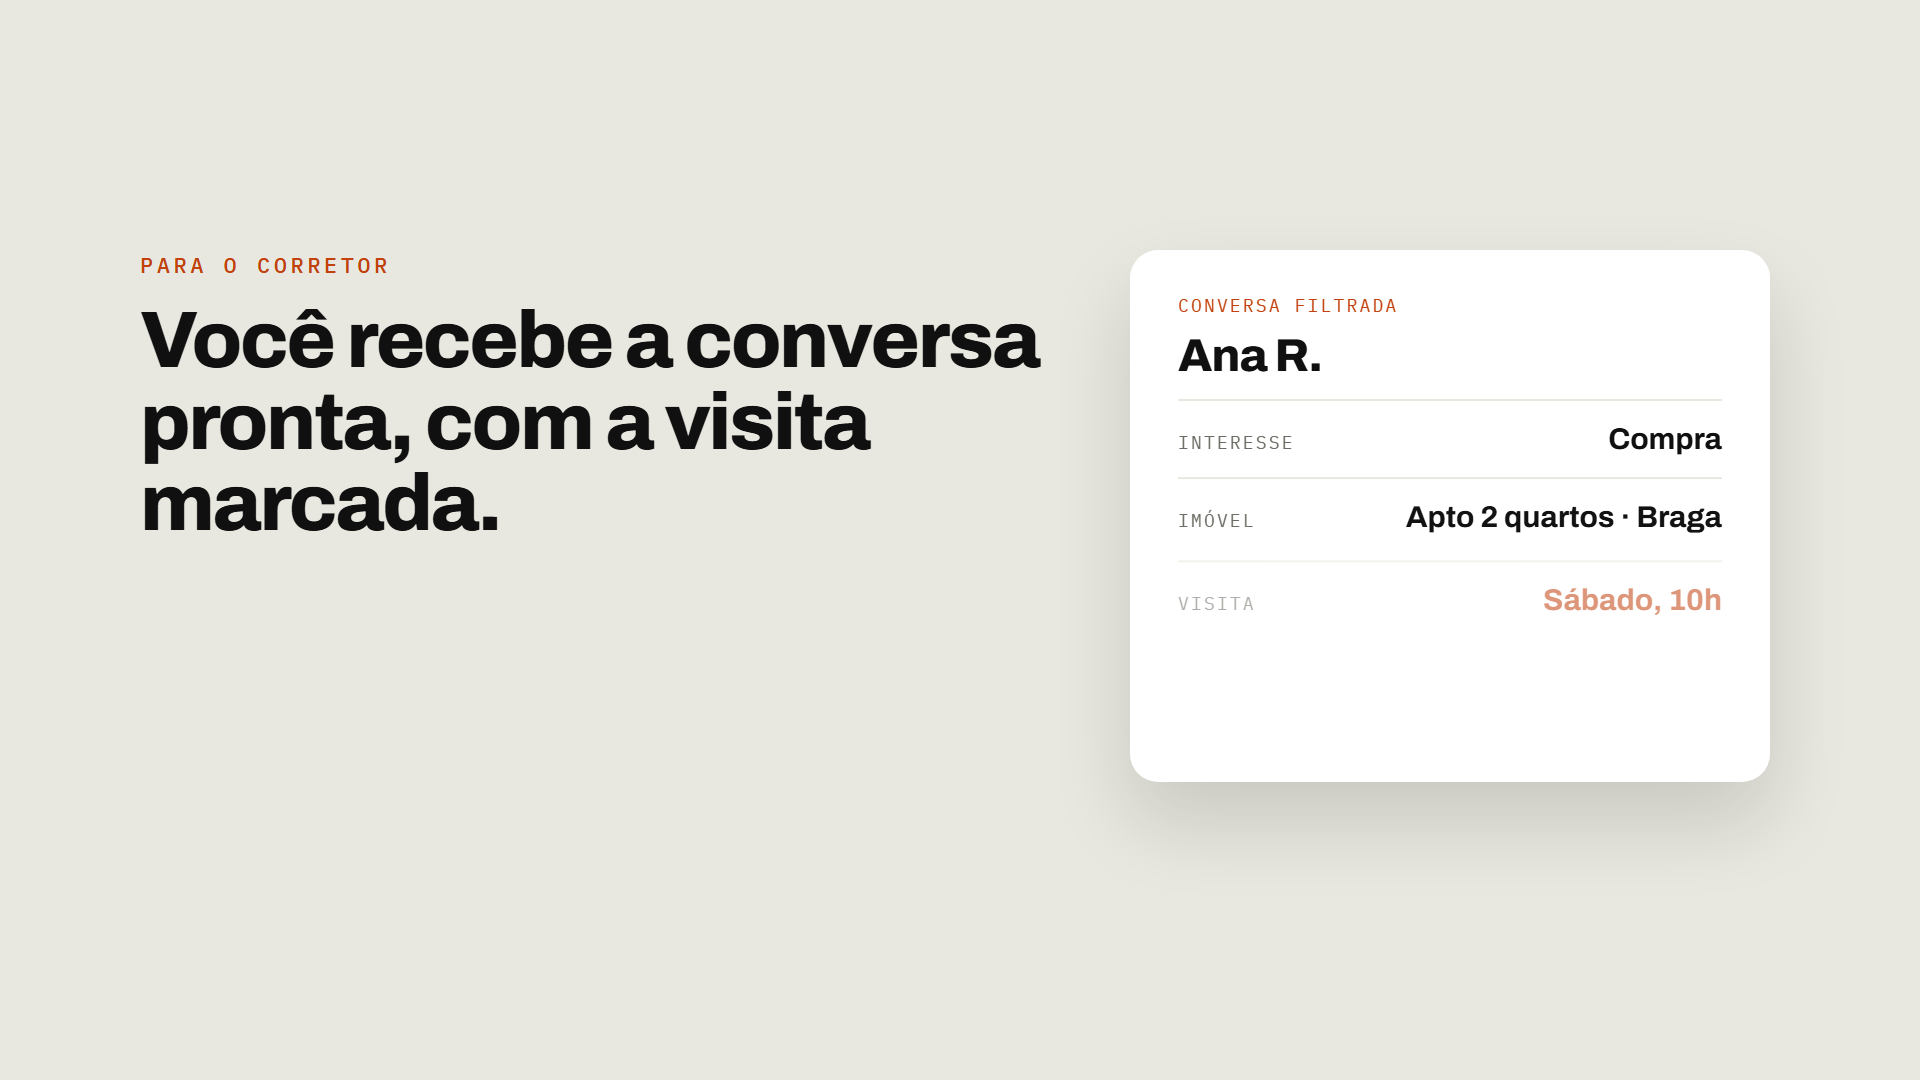 PARA O CORRETOR
Você recebe a conversa
pronta, com a visita
marcada.
CONVERSA FILTRADA
Ana R.
INTERESSE Compra
IMÓVEL Apto 2 quartos · Braga
VISITA Sábado, 10h